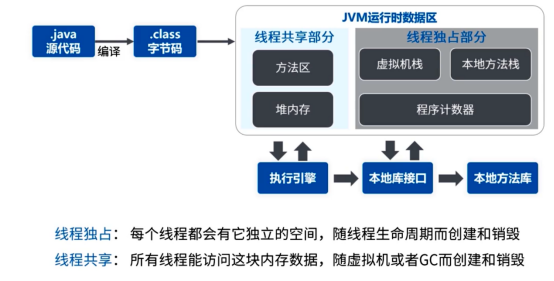 JVM运行时数据区
.java
源代码
编译
.class
字节码
线程共享部分
线程独占部分
方法区
虚拟机栈
本地方法栈
堆内存
程序计数器
执行引擎
本地库接口
本地方法库
线程独占： 每个线程都会有它独立的空间，随线程生命周期而创建和销毁
线程共享： 所有线程能访问这块内存数据，随虚拟机或者GC而创建和销毁